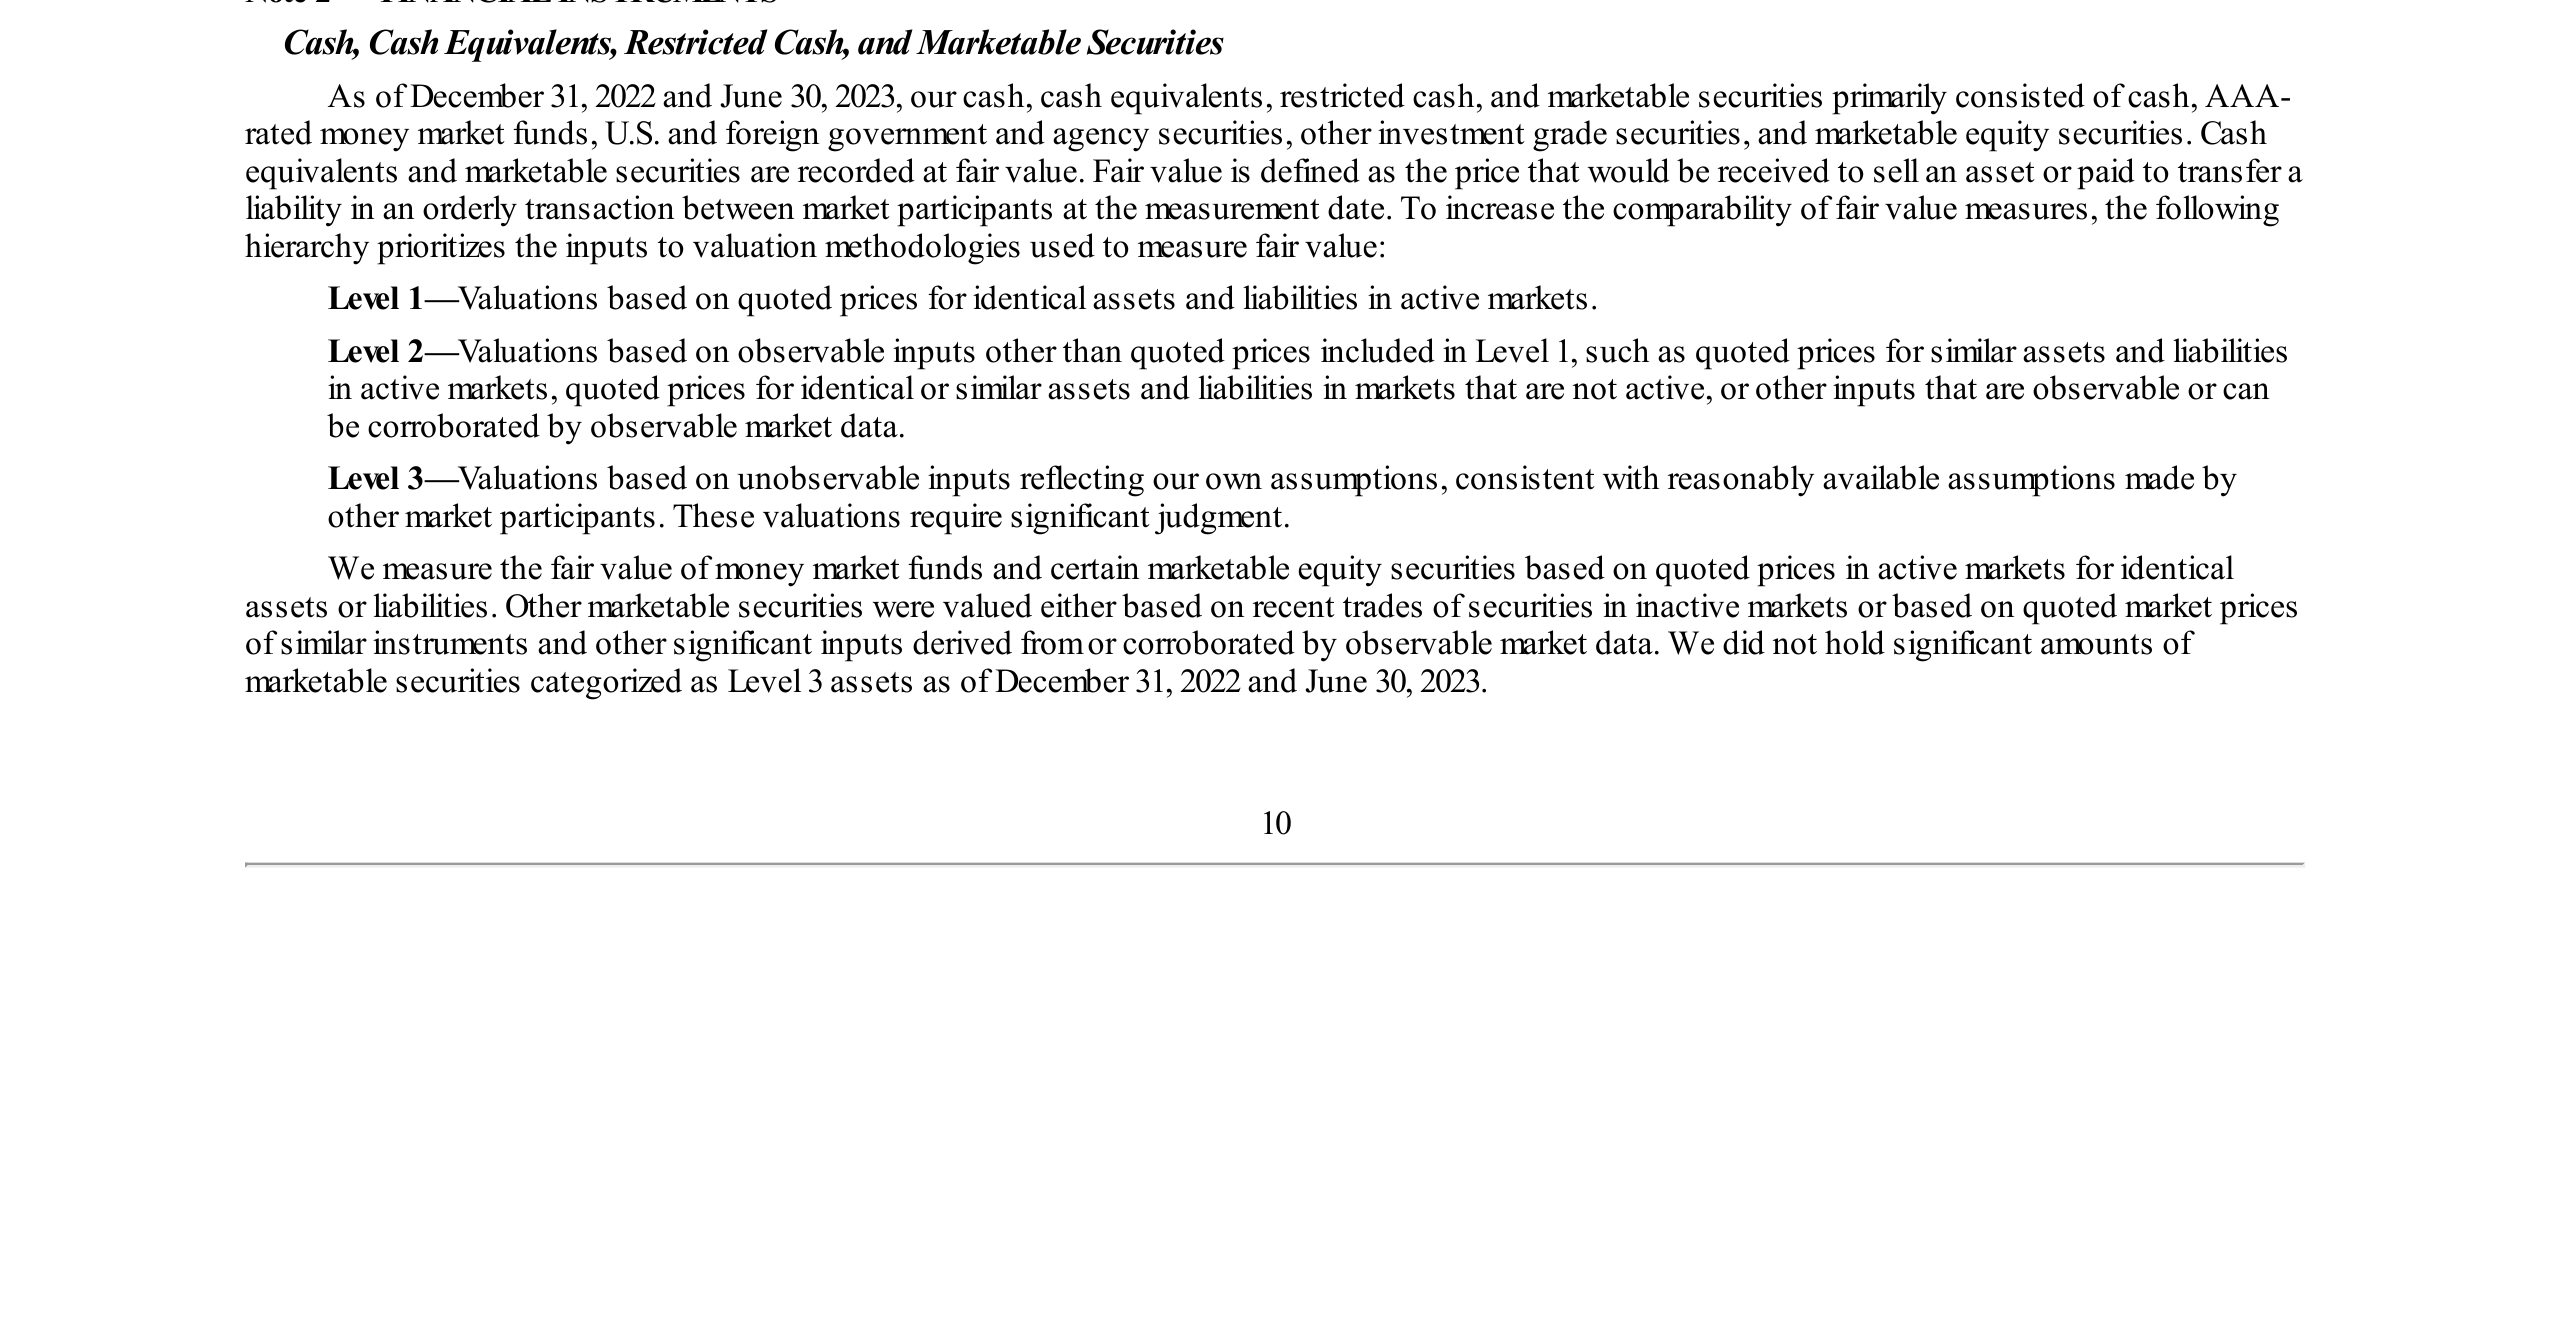 Note 2 — FINANCIAL INSTRUMENTS
Cash, Cash Equivalents, Restricted Cash, and Marketable Securities
As of December 31, 2022 and June 30, 2023, our cash, cash equivalents, restricted cash, and marketable securities primarily consisted of cash, AAA-
rated money market funds, U.S. and foreign government and agency securities, other investment grade securities, and marketable equity securities. Cash
equivalents and marketable securities are recorded at fair value. Fair value is defined as the price that would be received to sell an asset or paid to transfer a
liability in an orderly transaction between market participants at the measurement date. To increase the comparability of fair value measures, the following
hierarchy prioritizes the inputs to valuation methodologies used to measure fair value:
Level 1—Valuations based on quoted prices for identical assets and liabilities in active markets.
Level 2—Valuations based on observable inputs other than quoted prices included in Level 1, such as quoted prices for similar assets and liabilities
in active markets, quoted prices for identical or similar assets and liabilities in markets that are not active, or other inputs that are observable or can
be corroborated by observable market data.
Level 3—Valuations based on unobservable inputs reflecting our own assumptions, consistent with reasonably available assumptions made by
other market participants. These valuations require significant judgment.
We measure the fair value of money market funds and certain marketable equity securities based on quoted prices in active markets for identical
assets or liabilities. Other marketable securities were valued either based on recent trades of securities in inactive markets or based on quoted market prices
of similar instruments and other significant inputs derived from or corroborated by observable market data. We did not hold significant amounts of
marketable securities categorized as Level 3 assets as of December 31, 2022 and June 30, 2023.
10